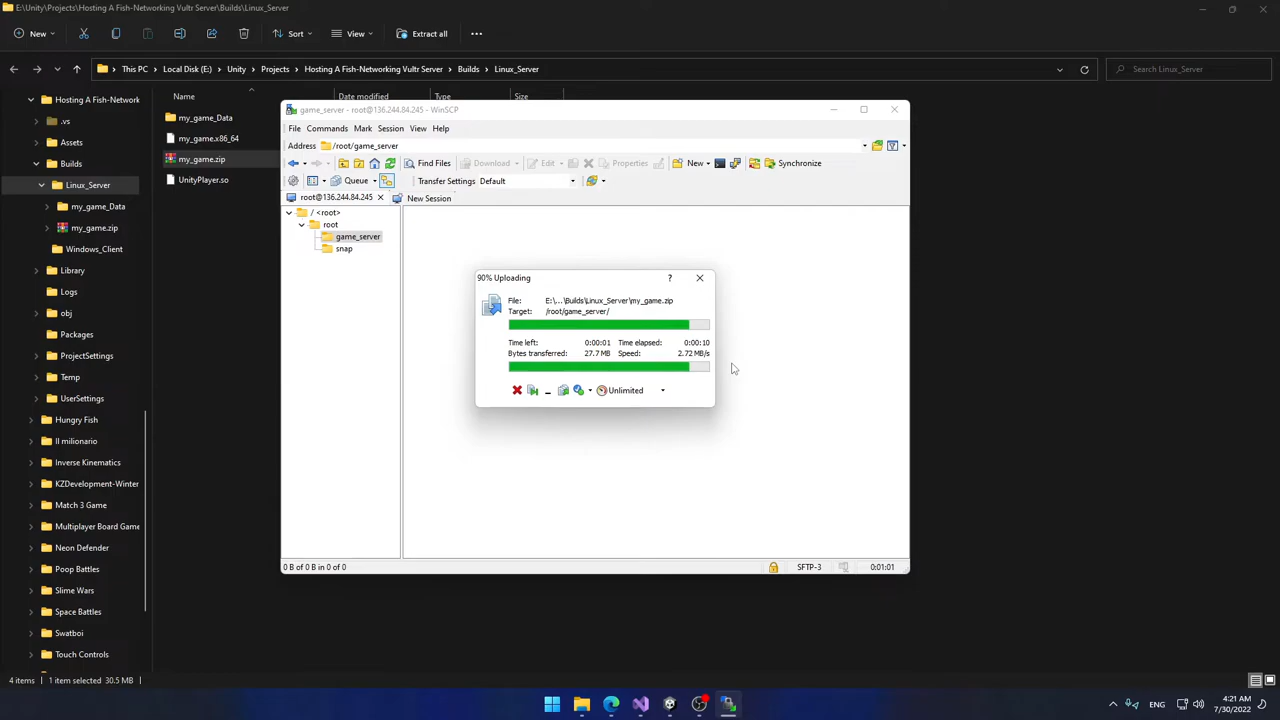 E:\Unity\Projects\Hosting A Fish-Networking Vultr Server\Builds\Linux_Server
New
Sort
View
Extract all
This PC
Local Disk (E:)
Unity
Projects
Hosting A Fish-Networking Vultr Server
Builds
Linux_Server
Search Linux_Server
Name
Date modified
Type
Size
Hosting A Fish-Network
.vs
Assets
Builds
Linux_Server
my_game_Data
my_game.zip
Windows_Client
Library
Logs
obj
Packages
ProjectSettings
Temp
UserSettings
Hungry Fish
Il milionario
Inverse Kinematics
KZDevelopment-Winter
Match 3 Game
Multiplayer Board Game
Neon Defender
Poop Battles
Slime Wars
Space Battles
Swatboi
Touch Controls
my_game_Data
my_game.x86_64
my_game.zip
UnityPlayer.so
game_server - root@136.244.84.245 - WinSCP
File Commands Mark Session View Help
Address /root/game_server
Find Files Download Edit Properties New Synchronize
Queue Transfer Settings Default
root@136.244.84.245 New Session
/ <root>
root
game_server
snap
90% Uploading
?
File: E:\...\Builds\Linux_Server\my_game.zip
Target: /root/game_server/
Time left: 0:00:01 Time elapsed: 0:00:10
Bytes transferred: 27.7 MB Speed: 2.72 MB/s
Unlimited
0 B of 0 B in 0 of 0
SFTP-3
0:01:01
4 items
1 item selected 30.5 MB
ENG
4:21 AM
7/30/2022